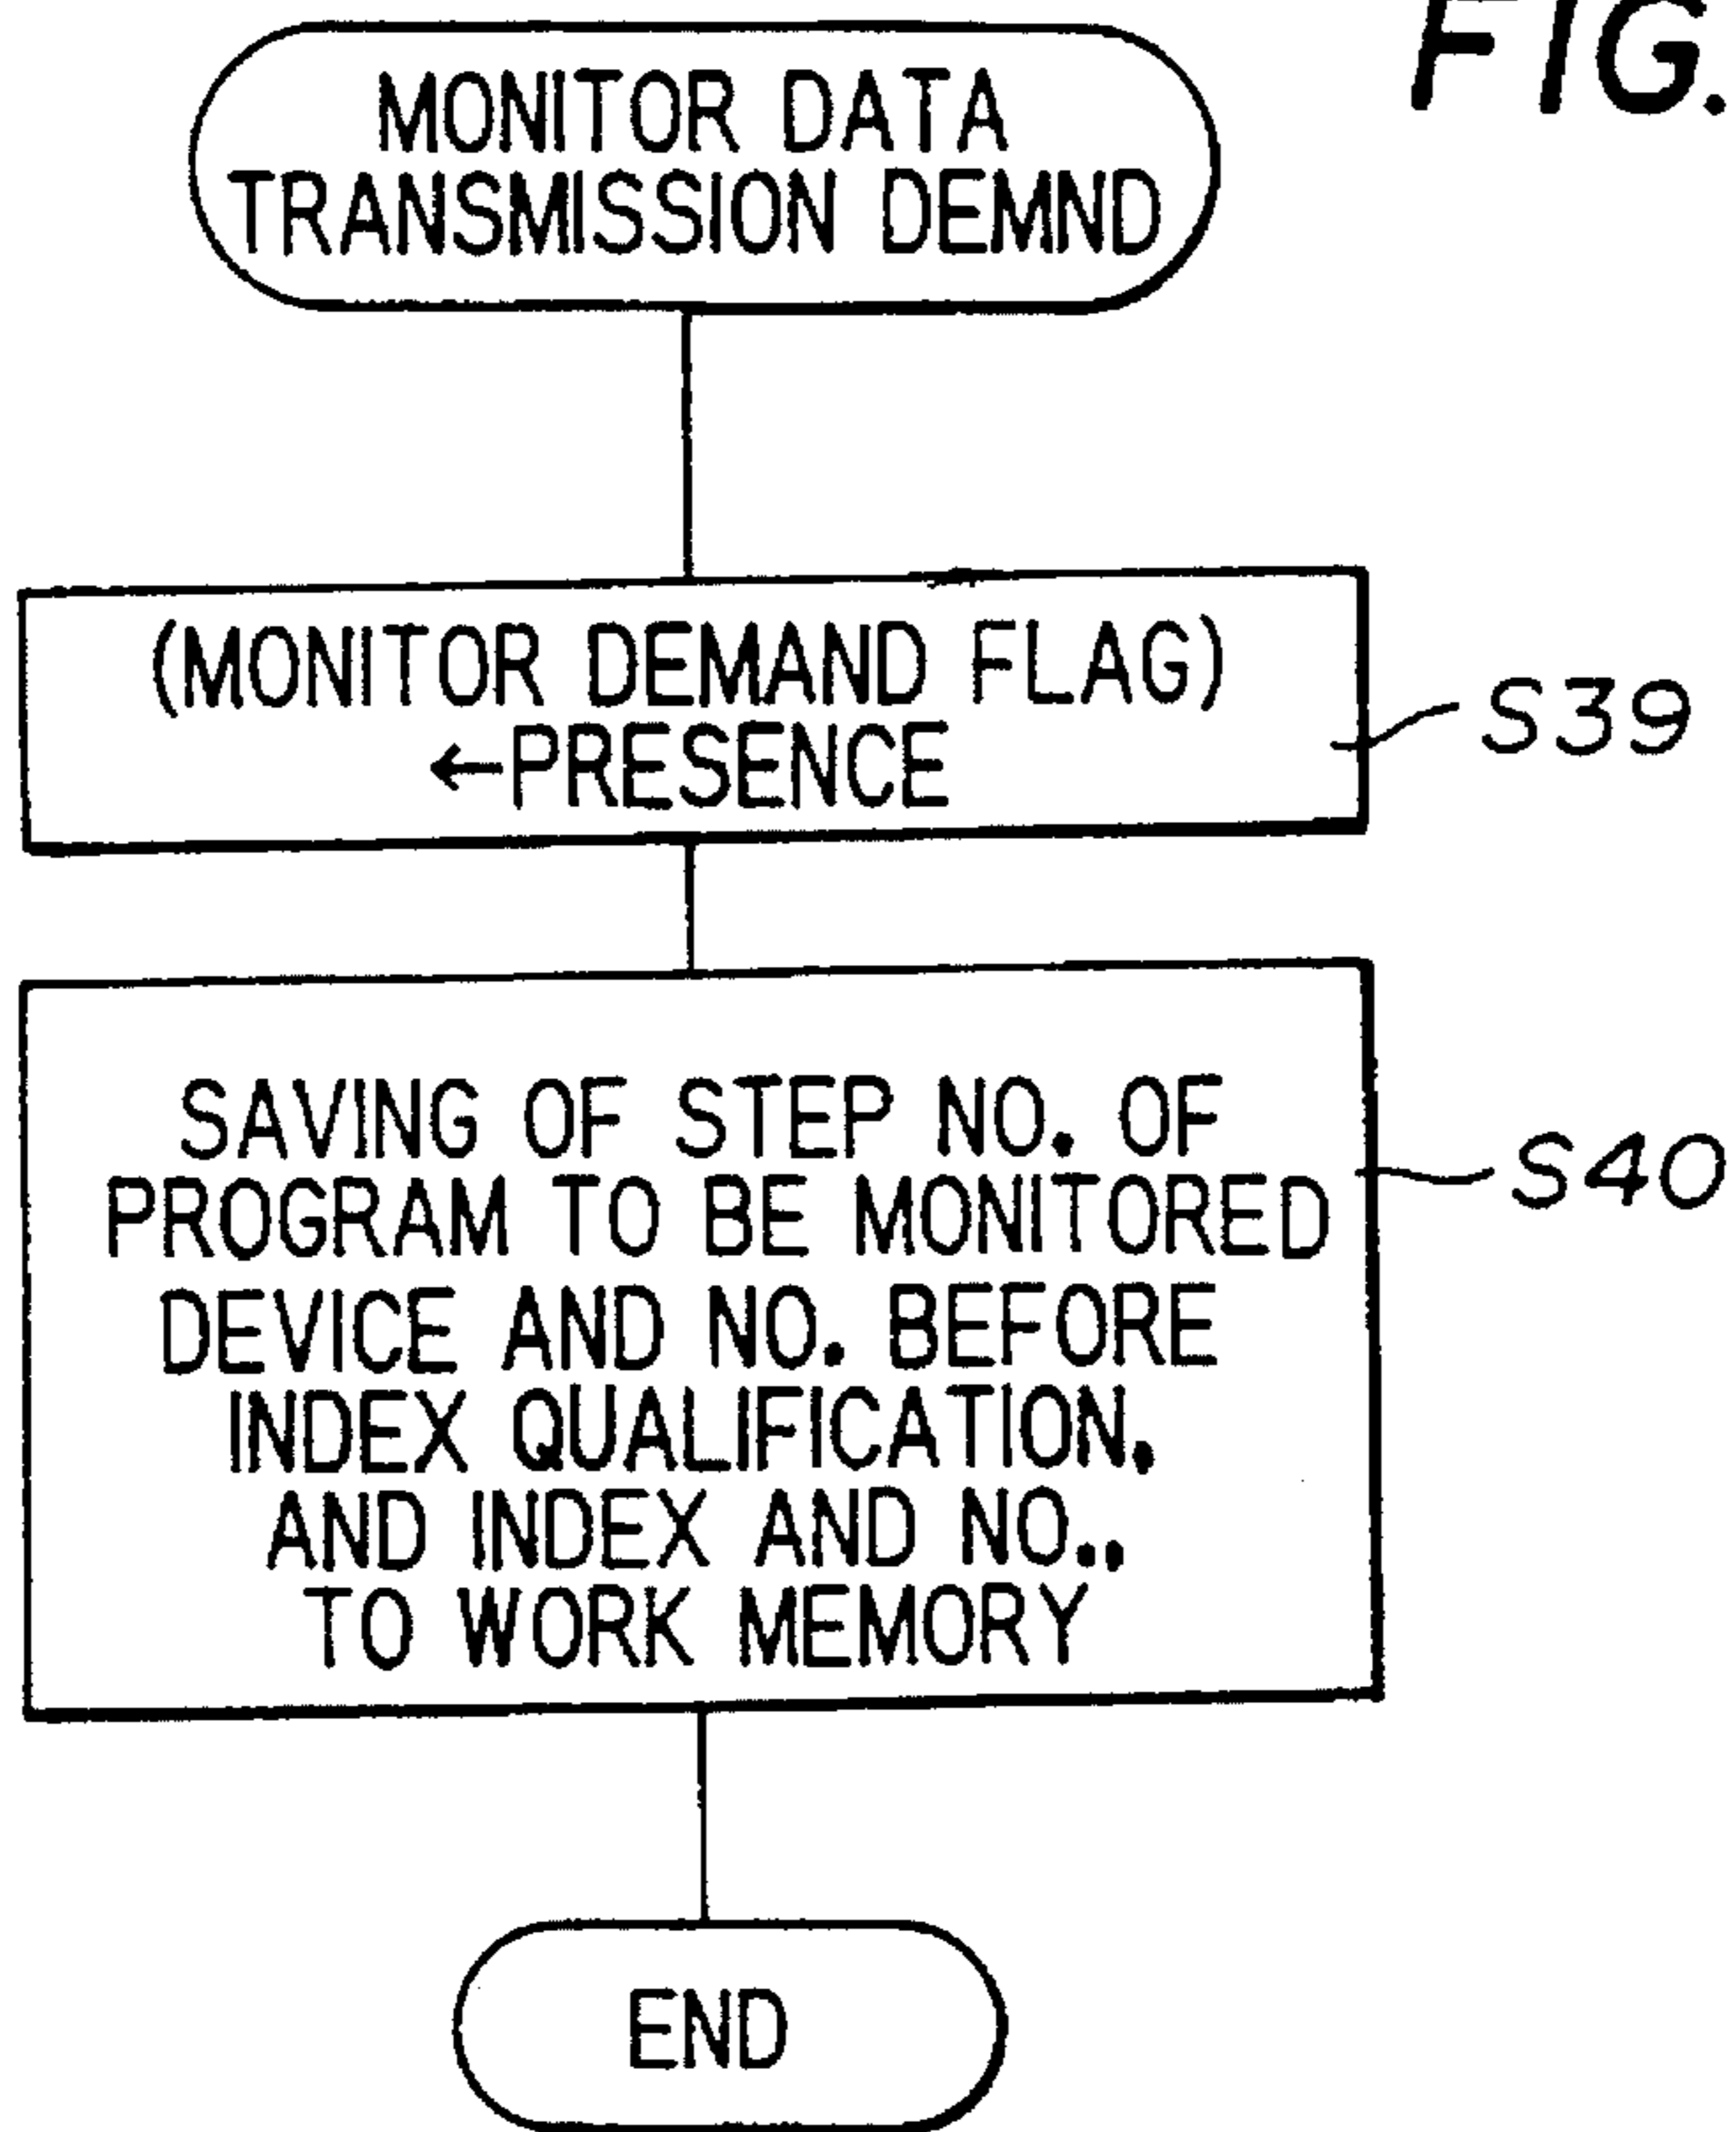 FIG.
MONITOR DATA
TRANSMISSION DEMND
(MONITOR DEMAND FLAG)
←PRESENCE
S39
SAVING OF STEP NO. OF
PROGRAM TO BE MONITORED
DEVICE AND NO. BEFORE
INDEX QUALIFICATION,
AND INDEX AND NO.,
TO WORK MEMORY
S40
END